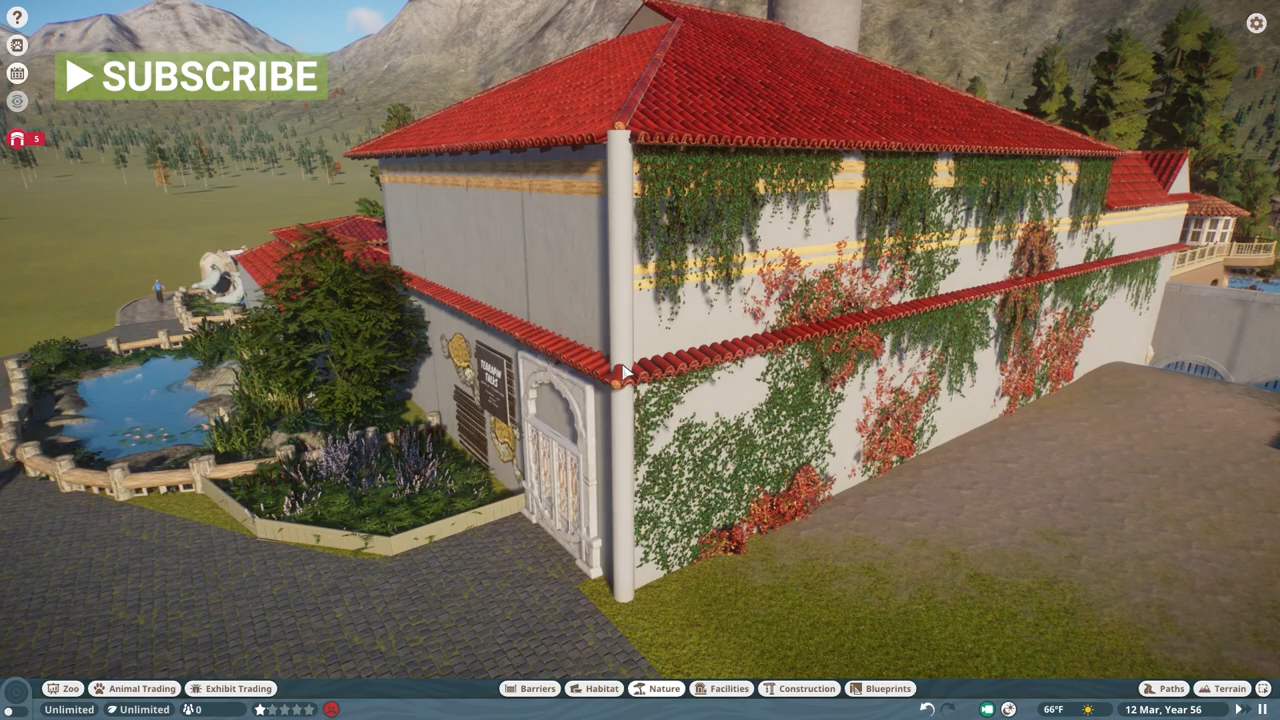 ?
SUBSCRIBE
5
Zoo
Animal Trading
Exhibit Trading
Barriers
Habitat
Nature
Facilities
Construction
Blueprints
Paths
Terrain
Unlimited
Unlimited
0
66°F
12 Mar, Year 56